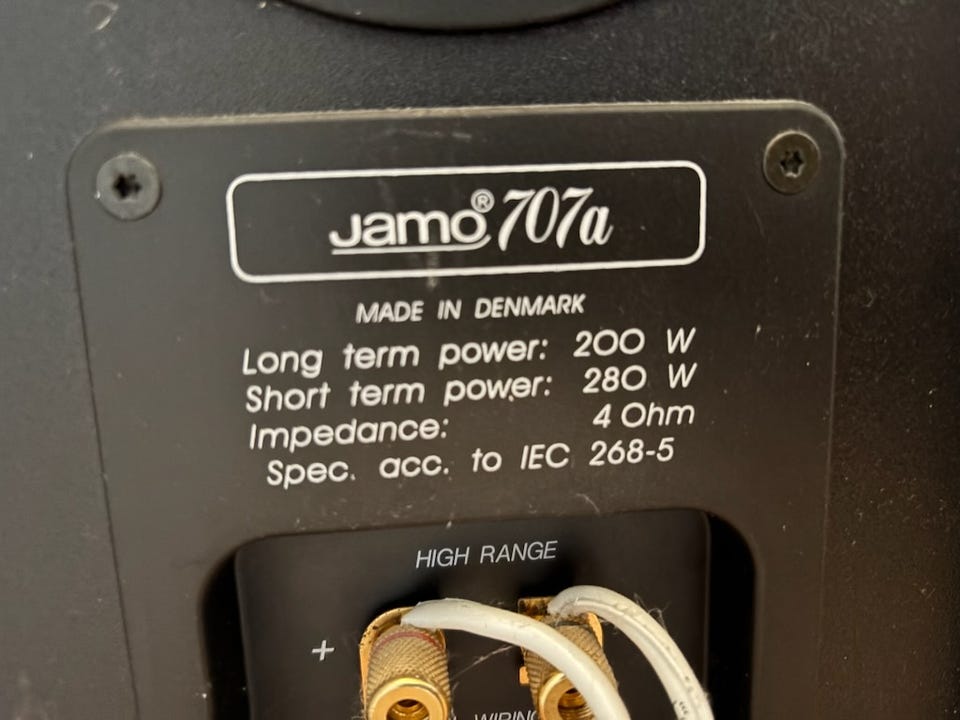 Jamo® 707a
MADE IN DENMARK
Long term power: 200 W
Short term power: 280 W
Impedance: 4 Ohm
Spec. acc. to IEC 268-5
HIGH RANGE
+
WIRING